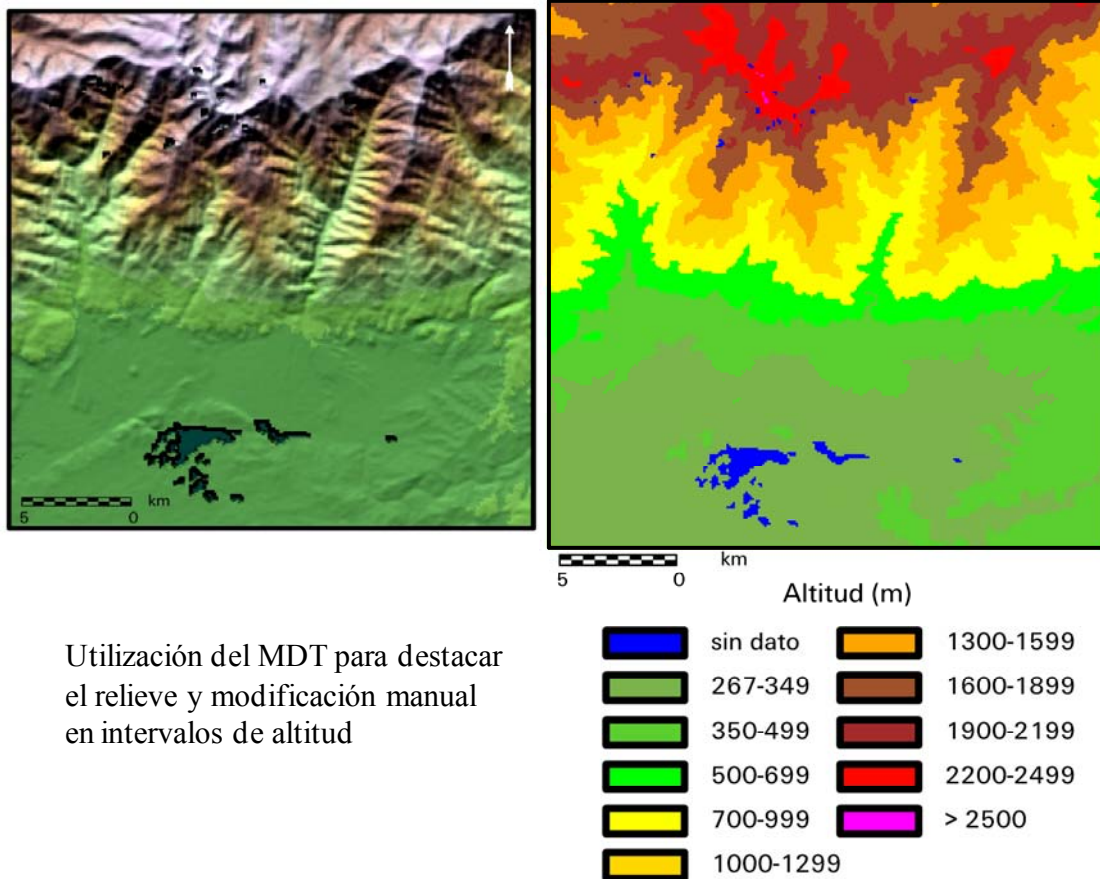 km
5 0
km
5 0
Altitud (m)
sin dato
267-349
350-499
500-699
700-999
1000-1299
1300-1599
1600-1899
1900-2199
2200-2499
> 2500
Utilización del MDT para destacar
el relieve y modificación manual
en intervalos de altitud